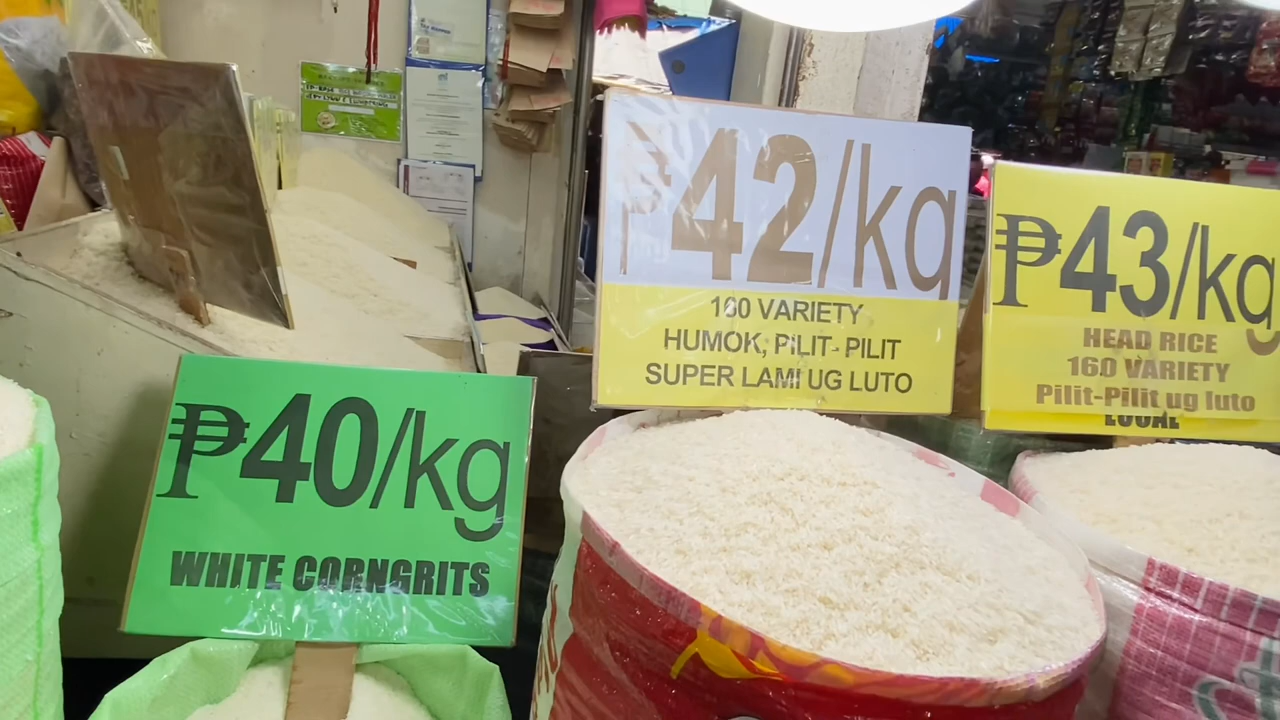 ₱40/kg
WHITE CORNGRITS
₱42/kg
160 VARIETY
HUMOK, PILIT- PILIT
SUPER LAMI UG LUTO
₱43/kg
HEAD RICE
160 VARIETY
Pilit-Pilit ug luto
LOCAL